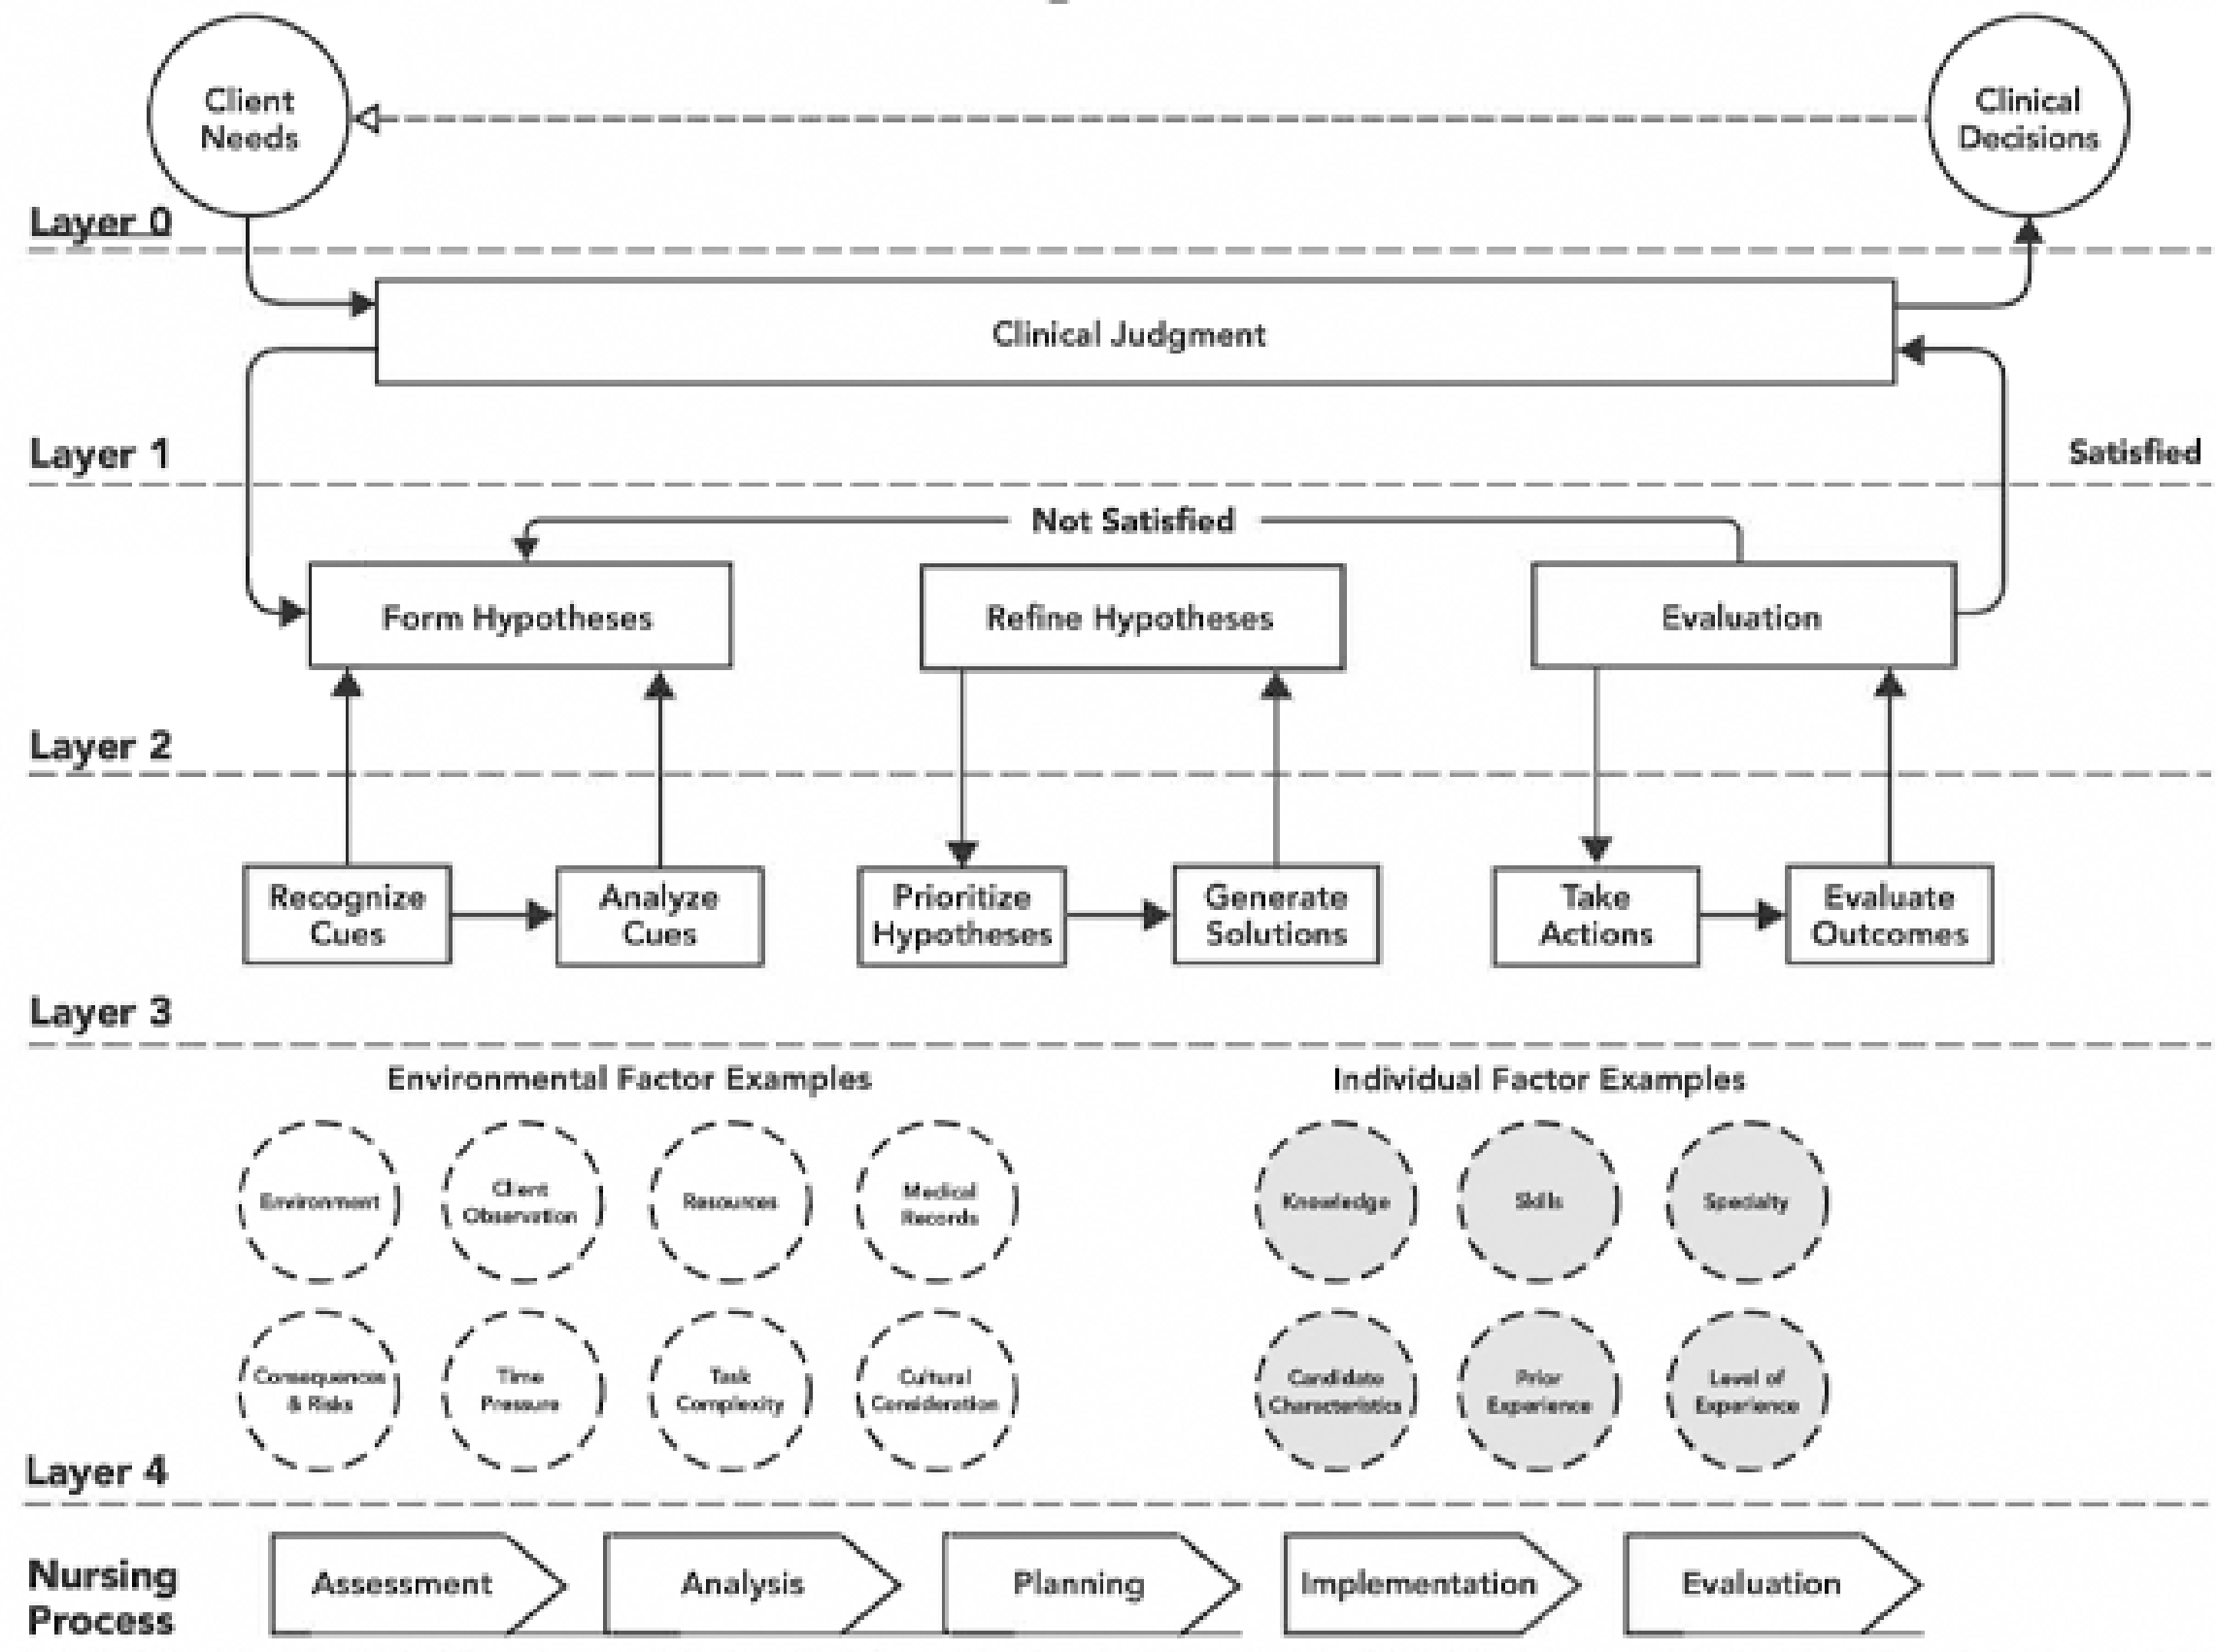 Client
Needs
Clinical
Decisions
Layer 0
Clinical Judgment
Layer 1
Satisfied
Not Satisfied
Form Hypotheses
Refine Hypotheses
Evaluation
Layer 2
Recognize
Cues
Analyze
Cues
Prioritize
Hypotheses
Generate
Solutions
Take
Actions
Evaluate
Outcomes
Layer 3
Environmental Factor Examples
Individual Factor Examples
Environment
Client
Observation
Resources
Medical
Records
Knowledge
Skills
Specialty
Consequences
& Risks
Time
Pressure
Task
Complexity
Cultural
Consideration
Candidate
Characteristics
Prior
Experience
Level of
Experience
Layer 4
Nursing
Process
Assessment
Analysis
Planning
Implementation
Evaluation